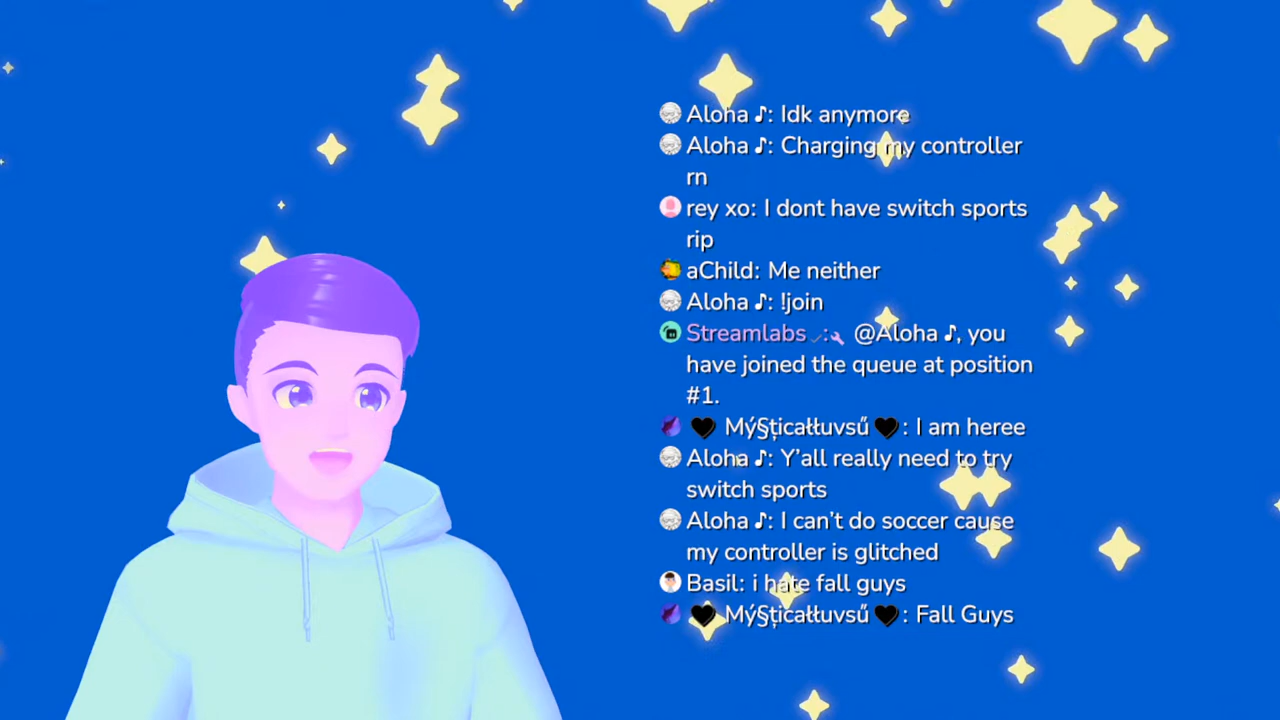 Aloha ♪: Idk anymore
Aloha ♪: Charging my controller
rn
rey xo: I dont have switch sports
rip
aChild: Me neither
Aloha ♪: !join
Streamlabs @Aloha ♪, you
have joined the queue at position
#1.
🖤 Mý§țicałłuvsű 🖤: I am heree
Aloha ♪: Y'all really need to try
switch sports
Aloha ♪: I can't do soccer cause
my controller is glitched
Basil: i hate fall guys
🖤 Mý§țicałłuvsű 🖤: Fall Guys